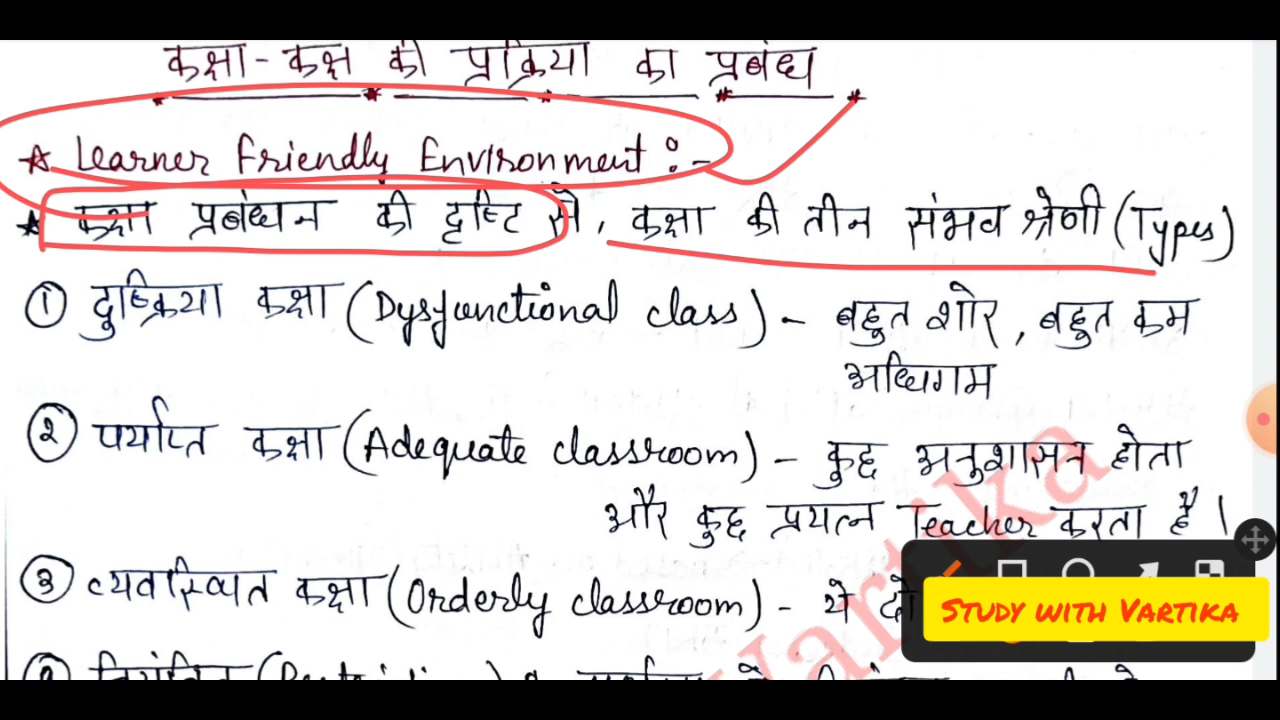 कक्षा-कक्ष की प्रक्रिया का प्रबंध
★ Learner Friendly Environment :-
★ कक्षा प्रबंधन की दृष्टि से, कक्षा की तीन संभव श्रेणी (Types)
① दुष्क्रिया कक्षा (Dysfunctional class) - बहुत शोर, बहुत कम
अधिगम
② पर्याप्त कक्षा (Adequate classroom) - कुछ अनुशासन होता
और कुछ प्रयत्न Teacher करता है।
③ व्यवस्थित कक्षा (Orderly classroom) - ये दो
STUDY WITH VARTIKA
Vartika